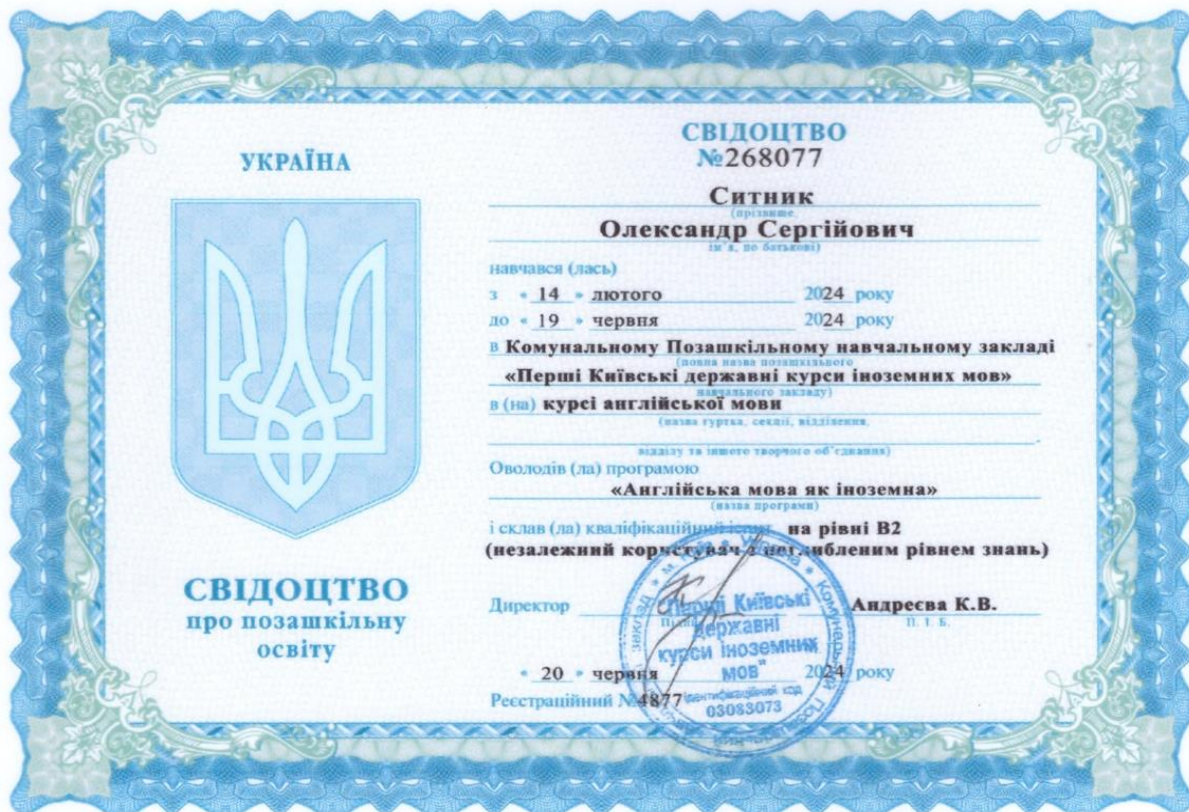 УКРАЇНА
СВІДОЦТВО
про позашкільну
освіту
СВІДОЦТВО
№268077
Ситник
(прізвище,
Олександр Сергійович
ім'я, по батькові)
навчався (лась)
з « 14 » лютого 2024 року
до « 19 » червня 2024 року
в Комунальному Позашкільному навчальному закладі
(повна назва позашкільного
«Перші Київські державні курси іноземних мов»
навчального закладу)
в (на) курсі англійської мови
(назва гуртка, секції, відділення,
відділу та іншого творчого об'єднання)
Оволодів (ла) програмою
«Англійська мова як іноземна»
(назва програми)
і склав (ла) кваліфікаційний на рівні В2
(незалежний користувач з поглибленим рівнем знань)
Директор Андреєва К.В.
П. І. Б.
« 20 » червня 2024 року
Реєстраційний №4877
Перші Київські
державні
курси іноземних
мов"
ідентифікаційний код
03083073